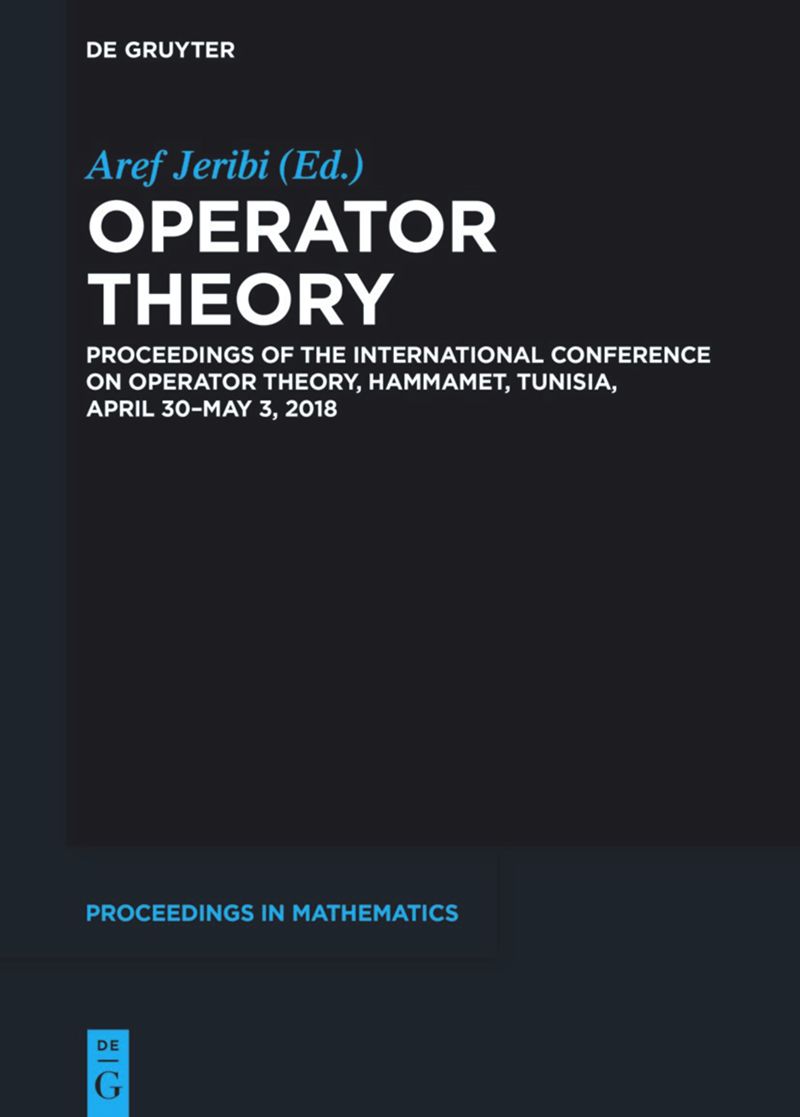 DE GRUYTER
Aref Jeribi (Ed.)
OPERATOR
THEORY
PROCEEDINGS OF THE INTERNATIONAL CONFERENCE
ON OPERATOR THEORY, HAMMAMET, TUNISIA,
APRIL 30–MAY 3, 2018
PROCEEDINGS IN MATHEMATICS
DE
G